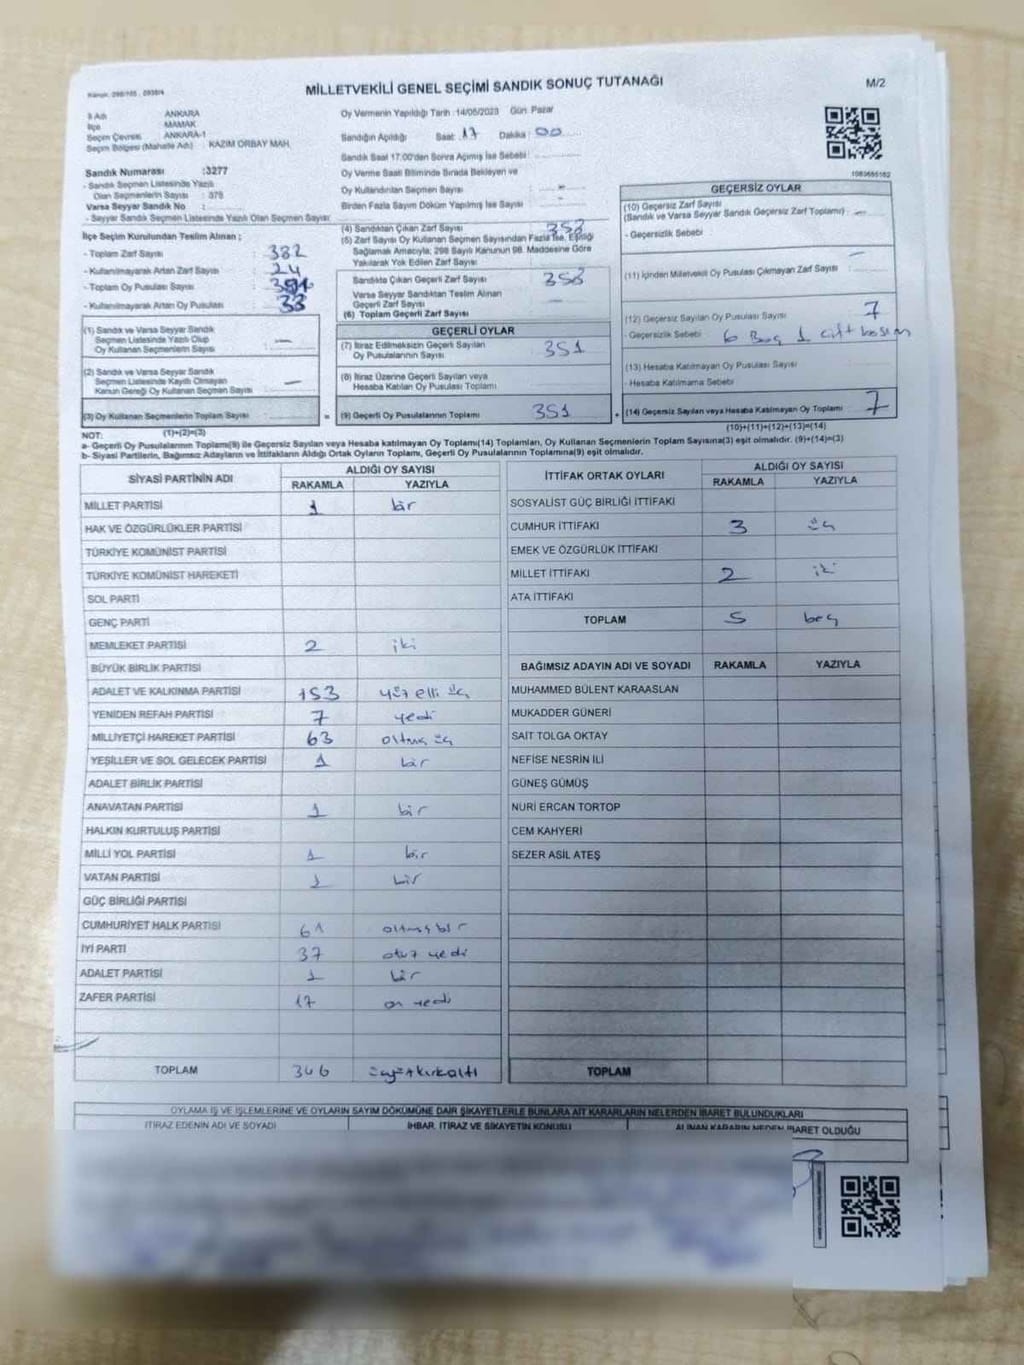 MİLLETVEKİLİ GENEL SEÇİMİ SANDIK SONUÇ TUTANAĞI
M/2
İl Adı ANKARA
İlçe MAMAK
Seçim Çevresi ANKARA-1
Seçim Bölgesi (Mahalle Adı) : KAZIM ORBAY MAH.
Sandık Numarası :3277
- Sandık Seçmen Listesinde Yazılı
Olan Seçmenlerin Sayısı : 375
Varsa Seyyar Sandık No :
- Seyyar Sandık Seçmen Listesinde Yazılı Olan Seçmen Sayısı:
Oy Vermenin Yapıldığı Tarih :14/05/2023 Gün: Pazar
Sandığın Açıldığı Saat: 17 Dakika: 00
Sandık Saat 17:00'den Sonra Açımış İse Sebebi:
Oy Verme Saati Bitiminde Sırada Bekleyen ve
Oy Kullandırılan Seçmen Sayısı : -
Birden Fazla Sayım Döküm Yapılmış İse Sayısı : -
1083685162
İlçe Seçim Kurulundan Teslim Alınan ;
- Toplam Zarf Sayısı : 382
- Kullanılmayarak Artan Zarf Sayısı : 24
- Toplam Oy Pusulası Sayısı :
- Kullanılmayarak Artan Oy Pusulası : 33
(1) Sandık ve Varsa Seyyar Sandık
Seçmen Listesinde Yazılı Olup
Oy Kullanan Seçmenlerin Sayısı : —
(2) Sandık ve Varsa Seyyar Sandık
Seçmen Listesinde Kayıtlı Olmayan
Kanun Gereği Oy Kullanan Seçmen Sayısı : —
(3) Oy Kullanan Seçmenlerin Toplam Sayısı :
(1)+(2)=(3)
(4) Sandıktan Çıkan Zarf Sayısı : 358
(5) Zarf Sayısı Oy Kullanan Seçmen Sayısından Fazla İse, Eşitliği
Sağlamak Amacıyla; 298 Sayılı Kanunun 98. Maddesine Göre
Yakılarak Yok Edilen Zarf Sayısı
Sandıkta Çıkan Geçerli Zarf Sayısı 358
Varsa Seyyar Sandıktan Teslim Alınan
Geçerli Zarf Sayısı —
(6) Toplam Geçerli Zarf Sayısı
GEÇERLİ OYLAR
(7) İtiraz Edilmeksizin Geçerli Sayılan
Oy Pusulalarının Sayısı 351
(8) İtiraz Üzerine Geçerli Sayılan veya
Hesaba Katılan Oy Pusulası Toplamı
= (9) Geçerli Oy Pusulalarının Toplamı 351
GEÇERSİZ OYLAR
(10) Geçersiz Zarf Sayısı
(Sandık ve Varsa Seyyar Sandık Geçersiz Zarf Toplamı) : —
- Geçersizlik Sebebi :
(11) İçinden Milletvekili Oy Pusulası Çıkmayan Zarf Sayısı : —
(12) Geçersiz Sayılan Oy Pusulası Sayısı : 7
- Geçersizlik Sebebi : 6 Boş 1 çift basım
(13) Hesaba Katılmayan Oy Pusulası Sayısı
- Hesaba Katılmama Sebebi
+ (14) Geçersiz Sayılan veya Hesaba Katılmayan Oy Toplamı : 7
(10)+(11)+(12)+(13)=(14)
NOT:
a- Geçerli Oy Pusulalarının Toplamı(9) ile Geçersiz Sayılan veya Hesaba katılmayan Oy Toplamı(14) Toplamları, Oy Kullanan Seçmenlerin Toplam Sayısına(3) eşit olmalıdır. (9)+(14)=(3)
b- Siyasi Partilerin, Bağımsız Adayların ve İttifakların Aldığı Ortak Oyların Toplamı, Geçerli Oy Pusulalarının Toplamına(9) eşit olmalıdır.
SİYASİ PARTİNİN ADI ALDIĞI OY SAYISI
RAKAMLA YAZIYLA
MİLLET PARTİSİ 1 bir
HAK VE ÖZGÜRLÜKLER PARTİSİ
TÜRKİYE KOMÜNİST PARTİSİ
TÜRKİYE KOMÜNİST HAREKETİ
SOL PARTİ
GENÇ PARTİ
MEMLEKET PARTİSİ 2 iki
BÜYÜK BİRLİK PARTİSİ
ADALET VE KALKINMA PARTİSİ 153 yüz elli üç
YENİDEN REFAH PARTİSİ 7 yedi
MİLLİYETÇİ HAREKET PARTİSİ 63 altmış üç
YEŞİLLER VE SOL GELECEK PARTİSİ 1 bir
ADALET BİRLİK PARTİSİ
ANAVATAN PARTİSİ 1 bir
HALKIN KURTULUŞ PARTİSİ
MİLLİ YOL PARTİSİ 1 bir
VATAN PARTİSİ 1 bir
GÜÇ BİRLİĞİ PARTİSİ
CUMHURİYET HALK PARTİSİ 61 altmış bir
İYİ PARTİ 37 otuz yedi
ADALET PARTİSİ 1 bir
ZAFER PARTİSİ 17 on yedi
TOPLAM 346 üçyüzkırkaltı
İTTİFAK ORTAK OYLARI ALDIĞI OY SAYISI
RAKAMLA YAZIYLA
SOSYALİST GÜÇ BİRLİĞİ İTTİFAKI
CUMHUR İTTİFAKI 3 üç
EMEK VE ÖZGÜRLÜK İTTİFAKI
MİLLET İTTİFAKI 2 iki
ATA İTTİFAKI
TOPLAM 5 beş
BAĞIMSIZ ADAYIN ADI VE SOYADI RAKAMLA YAZIYLA
MUHAMMED BÜLENT KARAASLAN
MUKADDER GÜNERİ
SAİT TOLGA OKTAY
NEFİSE NESRİN İLİ
GÜNEŞ GÜMÜŞ
NURİ ERCAN TORTOP
CEM KAHYERİ
SEZER ASİL ATEŞ
TOPLAM
OYLAMA İŞ VE İŞLEMLERİNE VE OYLARIN SAYIM DÖKÜMÜNE DAİR ŞİKAYETLERLE BUNLARA AİT KARARLARIN NELERDEN İBARET BULUNDUKLARI
İTİRAZ EDENİN ADI VE SOYADI İHBAR, İTİRAZ VE ŞİKAYETİN KONUSU ALINAN KARARIN NEDEN İBARET OLDUĞU